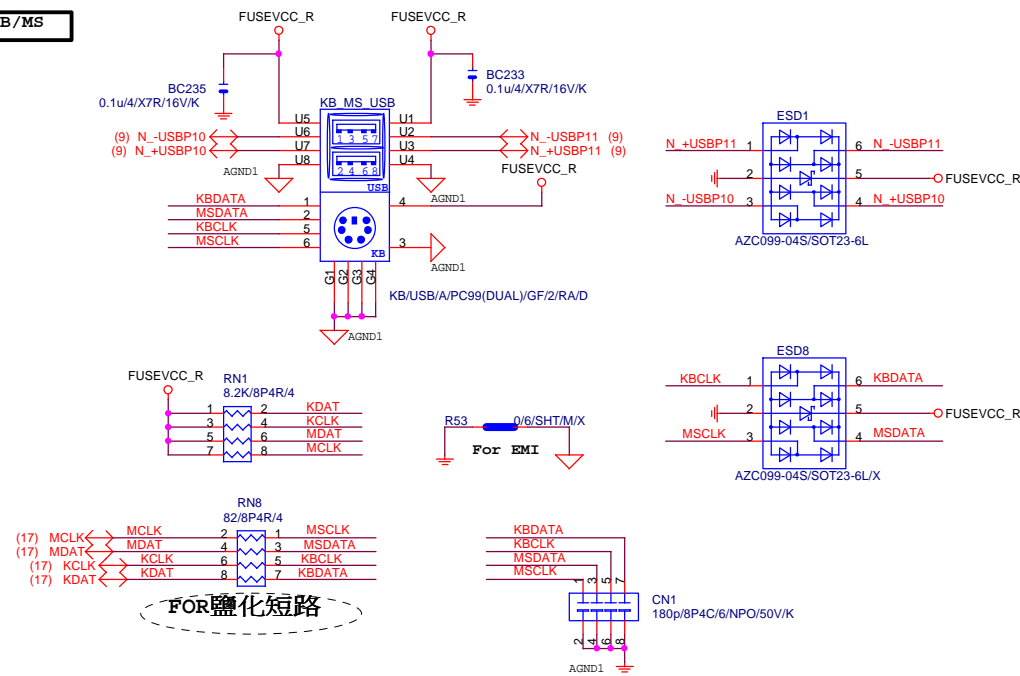 B/MS
FUSEVCC_R
FUSEVCC_R
BC235
0.1u/4/X7R/16V/K
BC233
0.1u/4/X7R/16V/K
KB_MS_USB
U5
U6
U7
U8
U1
U2
U3
U4
1 3 5 7
2 4 6 8
USB
(9) N_-USBP10
(9) N_+USBP10
N_-USBP11 (9)
N_+USBP11 (9)
AGND1
AGND1
FUSEVCC_R
KBDATA
MSDATA
KBCLK
MSCLK
1
2
5
6
4
3
KB
AGND1
G1
G2
G3
G4
KB/USB/A/PC99(DUAL)/GF/2/RA/D
AGND1
ESD1
N_+USBP11
1
6
N_-USBP11
2
5
FUSEVCC_R
N_-USBP10
3
4
N_+USBP10
AZC099-04S/SOT23-6L
FUSEVCC_R
RN1
8.2K/8P4R/4
1
2
KDAT
3
4
KCLK
5
6
MDAT
7
8
MCLK
R53
0/6/SHT/M/X
For EMI
ESD8
KBCLK
1
6
KBDATA
2
5
FUSEVCC_R
MSCLK
3
4
MSDATA
AZC099-04S/SOT23-6L/X
RN8
82/8P4R/4
(17) MCLK
MCLK
2
1
MSCLK
(17) MDAT
MDAT
4
3
MSDATA
(17) KCLK
KCLK
6
5
KBCLK
(17) KDAT
KDAT
8
7
KBDATA
FOR鹽化短路
KBDATA
KBCLK
MSDATA
MSCLK
1
3
5
7
CN1
180p/8P4C/6/NPO/50V/K
2
4
6
8
AGND1